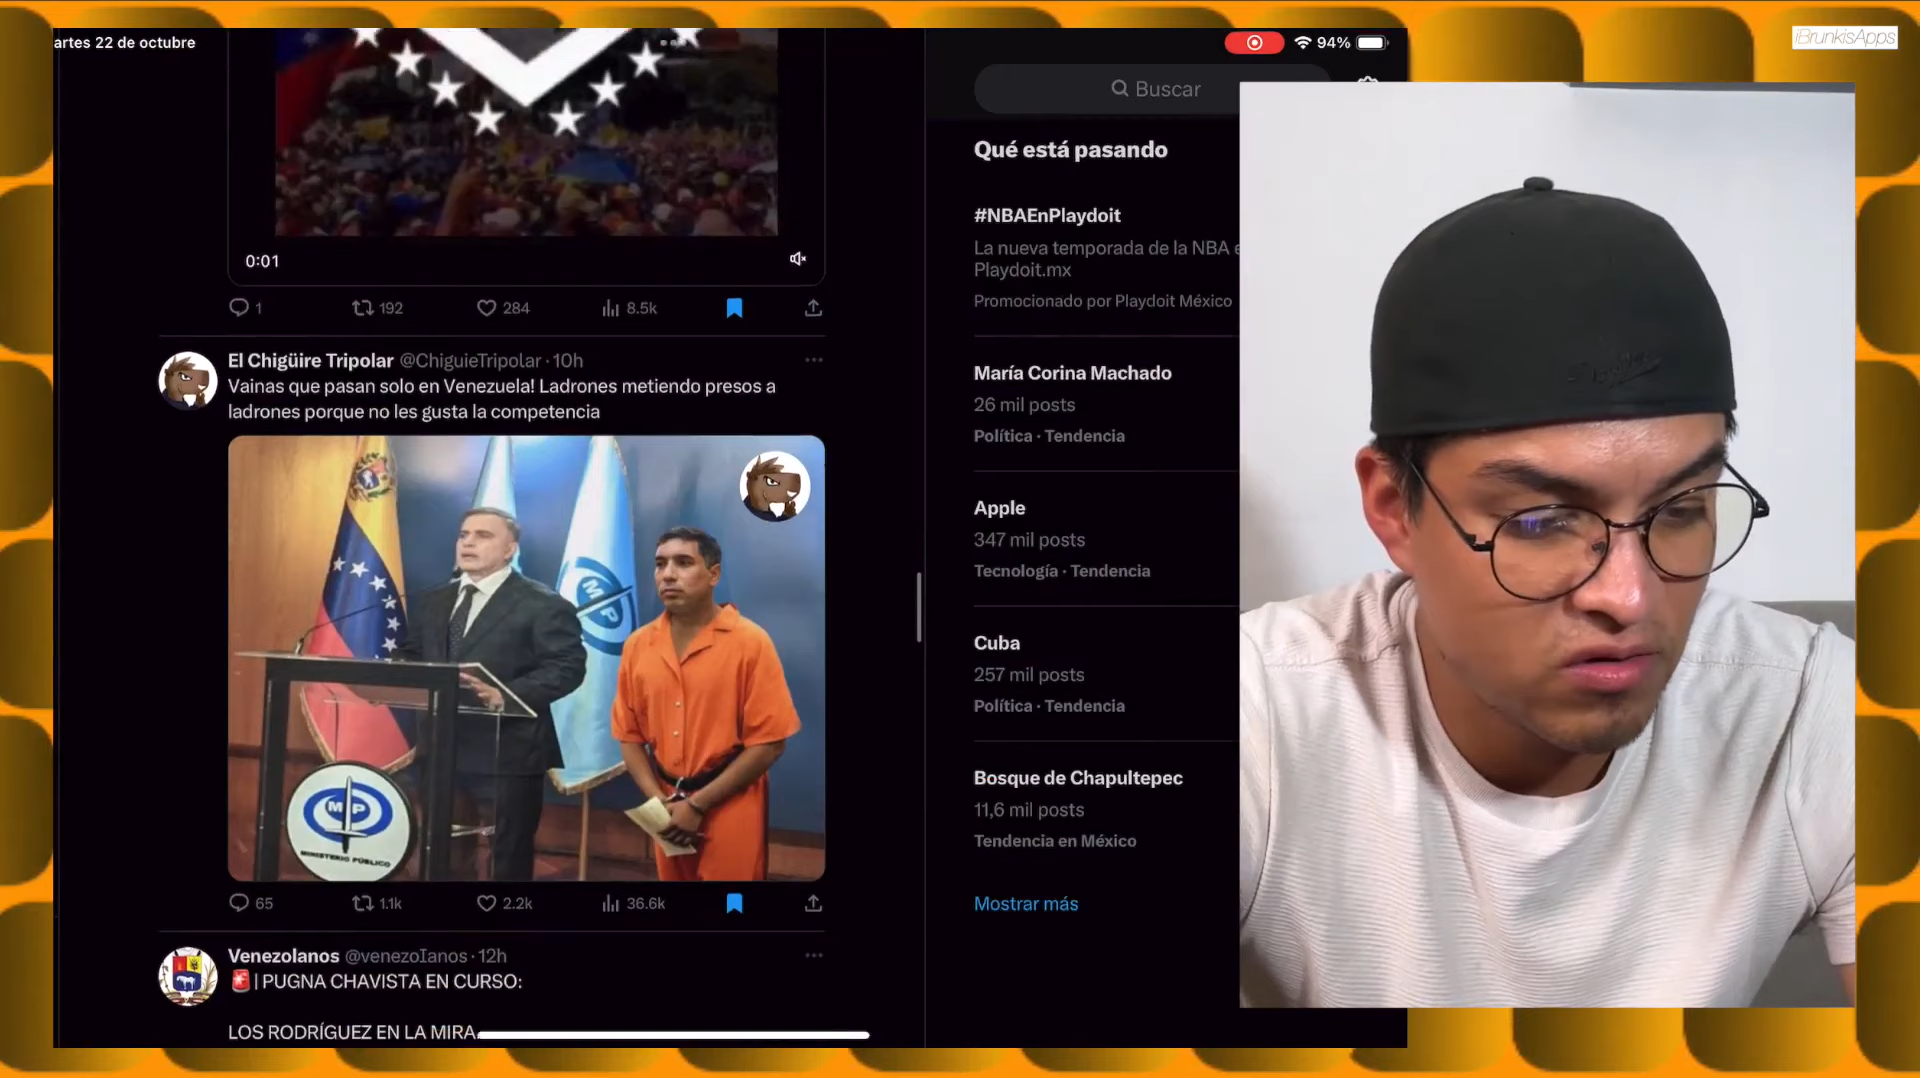 artes 22 de octubre
94%
iBrunkisApps
Buscar
0:01
1
192
284
8.5k
El Chigüire Tripolar @ChiguieTripolar · 10h
Vainas que pasan solo en Venezuela! Ladrones metiendo presos a
ladrones porque no les gusta la competencia
MP
MP
MINISTERIO PÚBLICO
65
1.1k
2.2k
36.6k
Venezolanos @venezoIanos · 12h
| PUGNA CHAVISTA EN CURSO:
LOS RODRÍGUEZ EN LA MIRA
Qué está pasando
#NBAEnPlaydoit
La nueva temporada de la NBA e
Playdoit.mx
Promocionado por Playdoit México
María Corina Machado
26 mil posts
Política · Tendencia
Apple
347 mil posts
Tecnología · Tendencia
Cuba
257 mil posts
Política · Tendencia
Bosque de Chapultepec
11,6 mil posts
Tendencia en México
Mostrar más